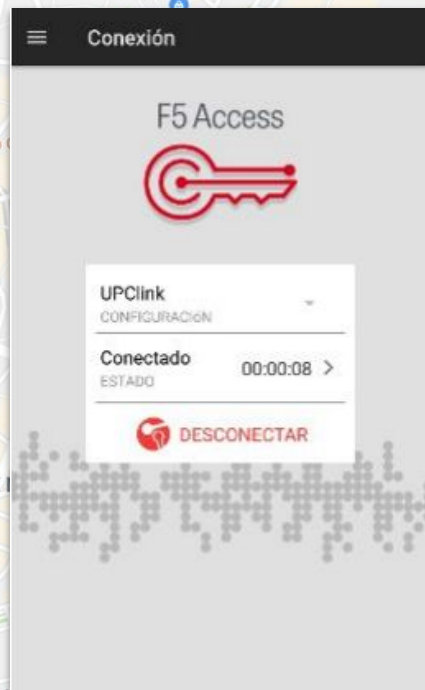 Conexión
F5 Access
UPClink
CONFIGURACIóN
Conectado
00:00:08
ESTADO
DESCONECTAR